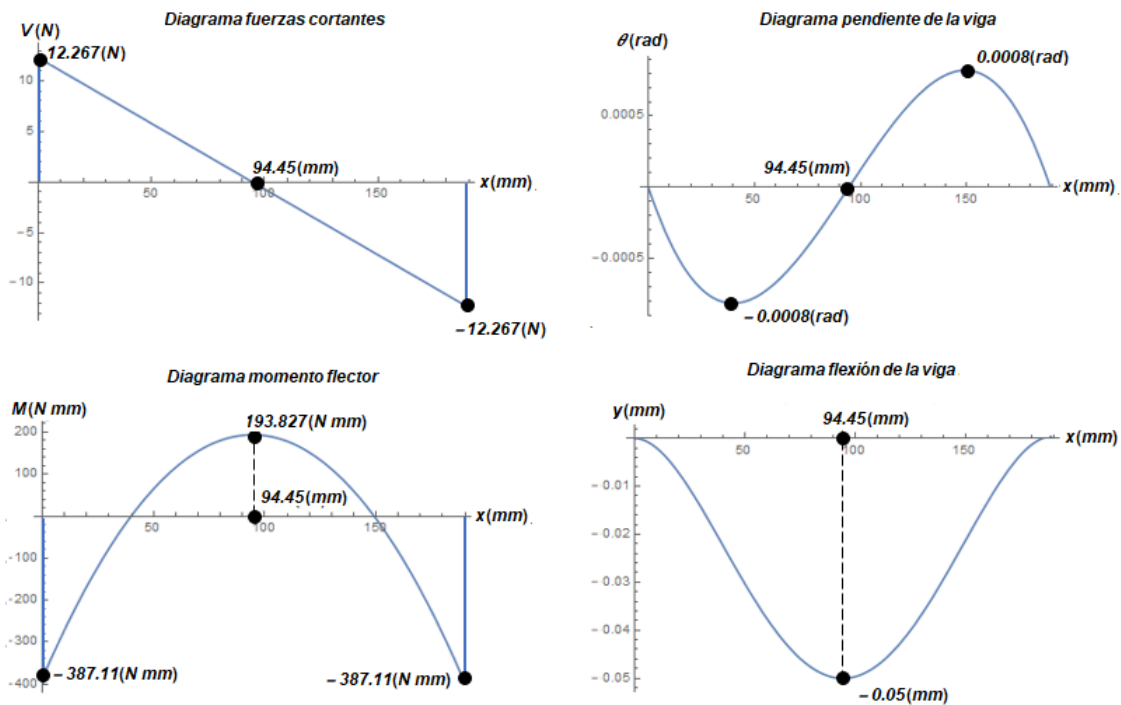 Diagrama fuerzas cortantes
V(N)
12.267(N)
10
5
94.45(mm)
50
100
150
x(mm)
−5
−10
−12.267(N)
Diagrama pendiente de la viga
θ(rad)
0.0008(rad)
0.0005
94.45(mm)
50
100
150
x(mm)
−0.0005
−0.0008(rad)
Diagrama momento flector
M(N mm)
193.827(N mm)
200
100
94.45(mm)
50
100
150
x(mm)
-100
-200
-300
-400
−387.11(N mm)
−387.11(N mm)
Diagrama flexión de la viga
y(mm)
94.45(mm)
50
100
150
x(mm)
−0.01
−0.02
−0.03
−0.04
−0.05
−0.05(mm)